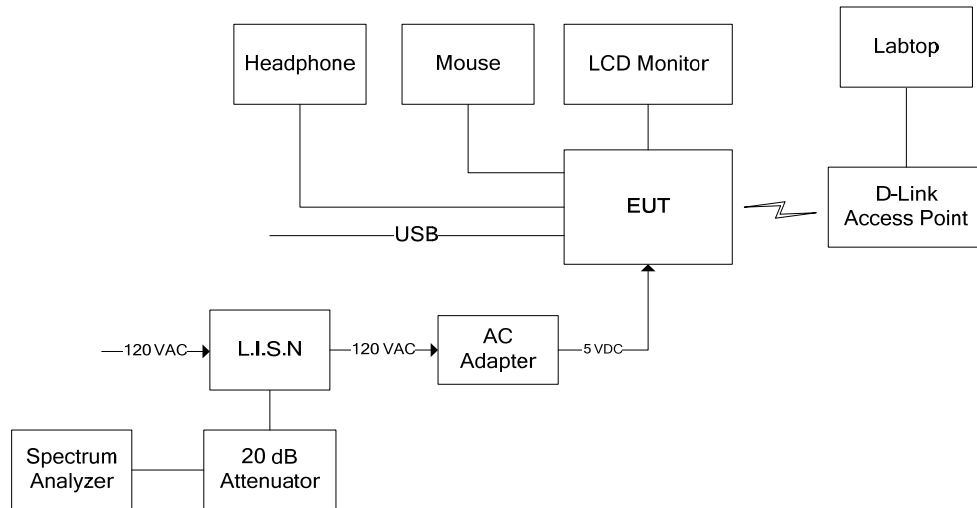 Headphone
Mouse
LCD Monitor
Labtop
EUT
D-Link
Access Point
USB
120 VAC
L.I.S.N
120 VAC
AC
Adapter
5 VDC
Spectrum
Analyzer
20 dB
Attenuator